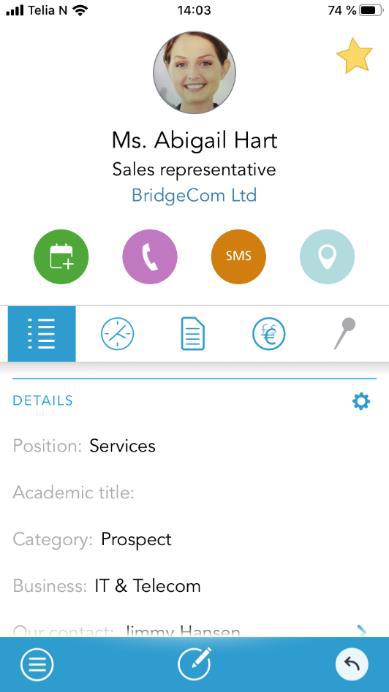 Telia N 14:03 74 %
Ms. Abigail Hart
Sales representative
BridgeCom Ltd
SMS
DETAILS
Position: Services
Academic title:
Category: Prospect
Business: IT & Telecom
Our contact: Jimmy Hansen